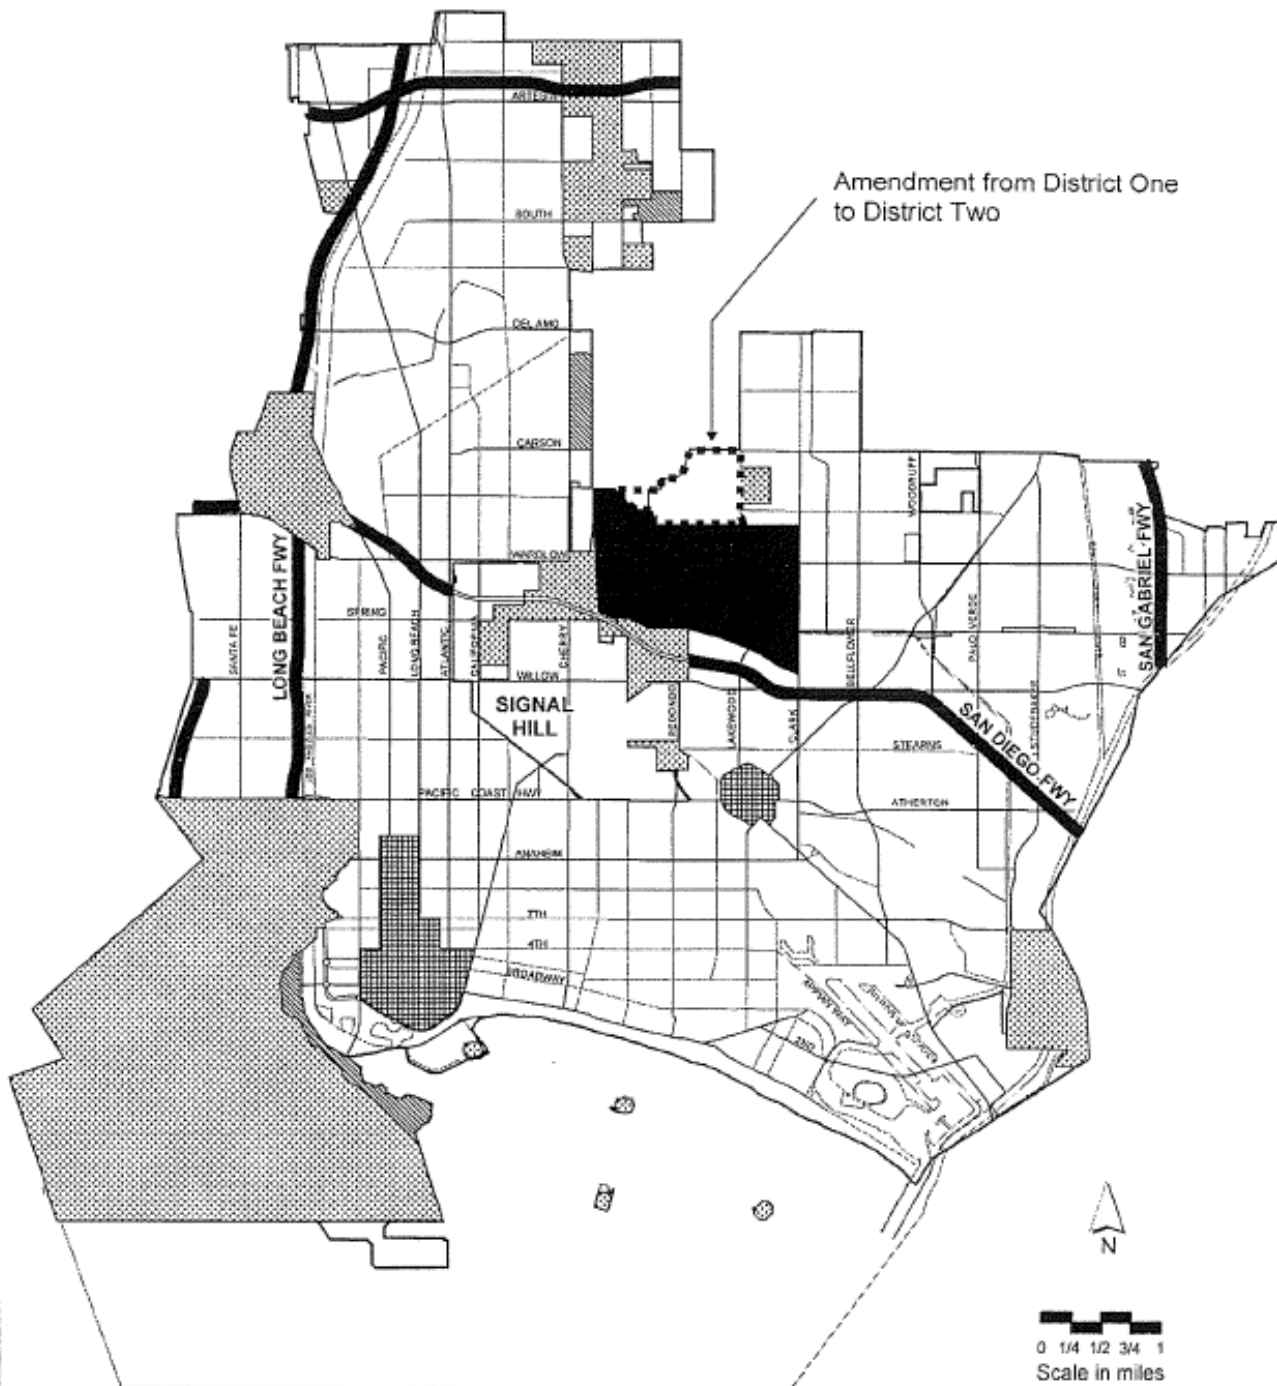 ARTESIA
Amendment from District One
to District Two
SOUTH
DEL AMO
CARSON
WOODRUFF
WARDLOW
SAN GABRIEL FWY
LONG BEACH FWY
SANTA FE
SPRING
PACIFIC
LONG BEACH
ATLANTIC
CALIFORNIA
CHERRY
BELLFLOWER
PALO VERDE
STUDEBAKER
WILLOW
SIGNAL
HILL
REDONDO
LAKEWOOD
CLARK
SAN DIEGO FWY
STEARNS
LOS ANGELES RIVER
PACIFIC COAST HWY
ATHERTON
ANAHEIM
7TH
4TH
BROADWAY
2ND
N
0 1/4 1/2 3/4 1
Scale in miles